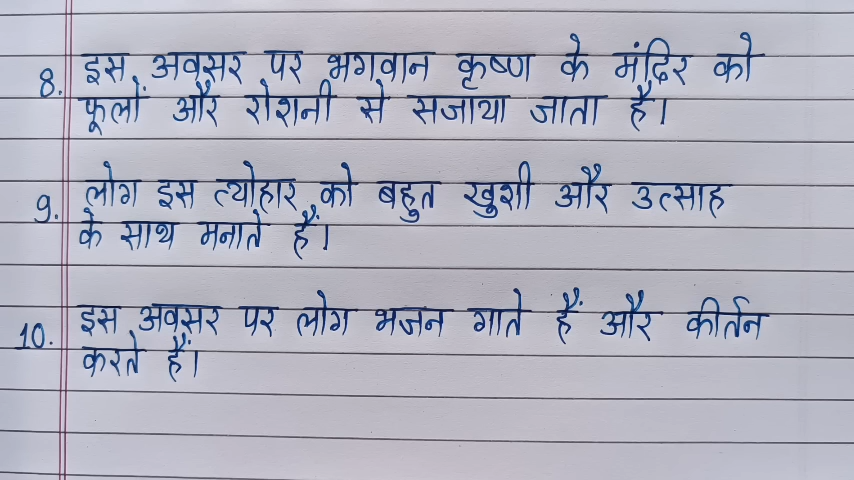 8. इस अवसर पर भगवान कृष्ण के मंदिर को
फूलों और रोशनी से सजाया जाता है।
9. लोग इस त्योहार को बहुत खुशी और उत्साह
के साथ मनाते हैं।
10. इस अवसर पर लोग भजन गाते हैं और कीर्तन
करते हैं।